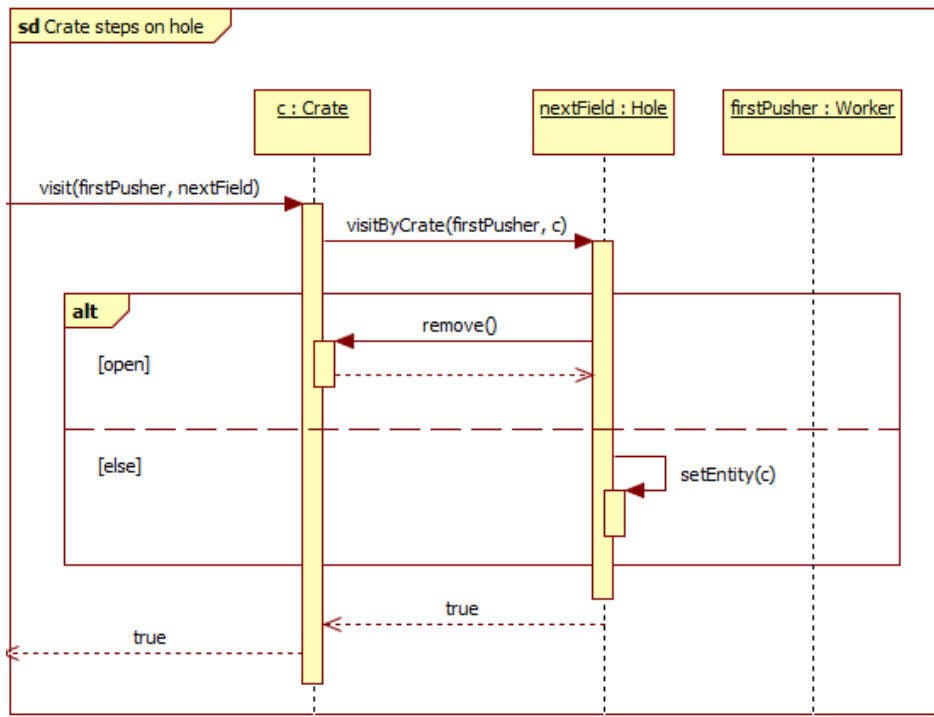 sd Crate steps on hole
c : Crate
nextField : Hole
firstPusher : Worker
visit(firstPusher, nextField)
visitByCrate(firstPusher, c)
alt
remove()
[open]
[else]
setEntity(c)
true
true